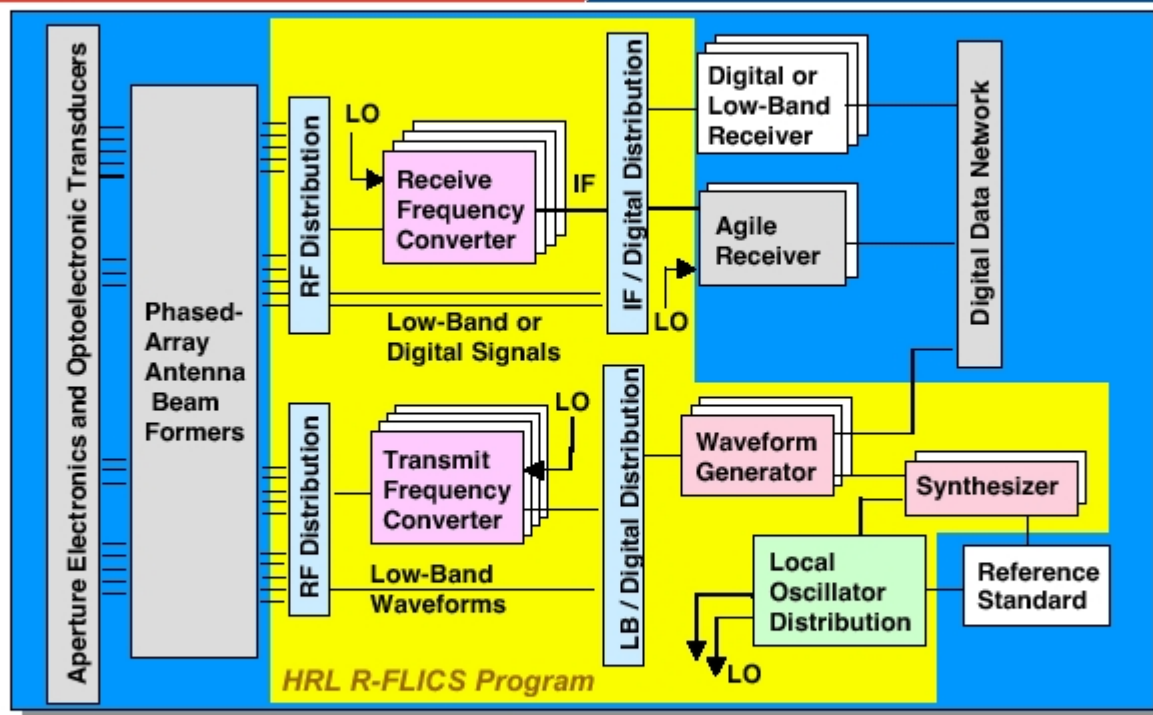 Aperture Electronics and Optoelectronic Transducers
Phased-
Array
Antenna
Beam
Formers
RF Distribution
LO
Receive
Frequency
Converter
IF
IF / Digital Distribution
Digital or
Low-Band
Receiver
Agile
Receiver
LO
Digital Data Network
Low-Band or
Digital Signals
RF Distribution
Transmit
Frequency
Converter
LO
Low-Band
Waveforms
LB / Digital Distribution
Waveform
Generator
Synthesizer
Local
Oscillator
Distribution
Reference
Standard
LO
HRL R-FLICS Program